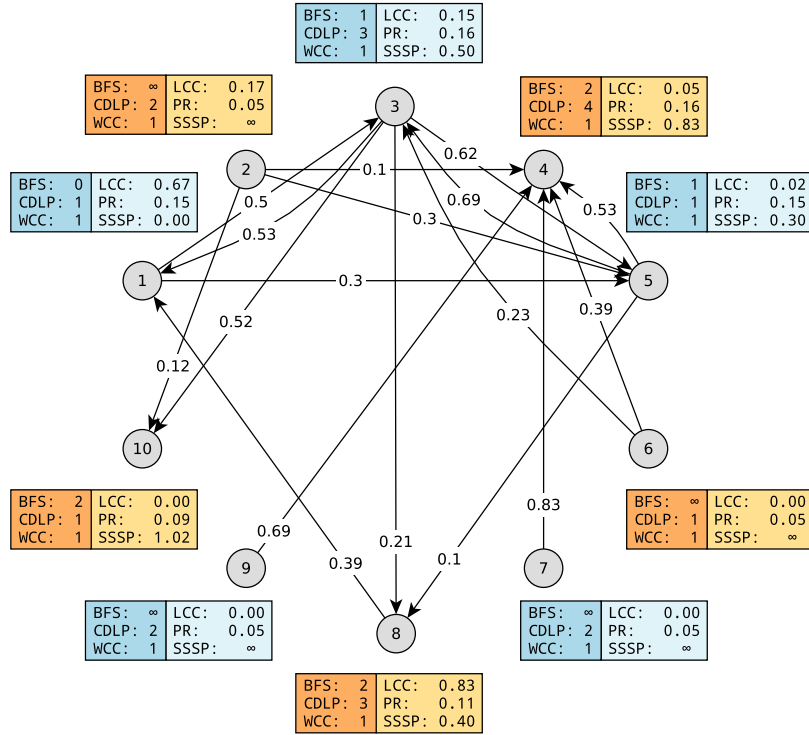 BFS: 1 LCC: 0.15
CDLP: 3 PR: 0.16
WCC: 1 SSSP: 0.50
BFS: ∞ LCC: 0.17
CDLP: 2 PR: 0.05
WCC: 1 SSSP: ∞
BFS: 2 LCC: 0.05
CDLP: 4 PR: 0.16
WCC: 1 SSSP: 0.83
3
0.62
2
0.1
4
BFS: 0 LCC: 0.67
CDLP: 1 PR: 0.15
WCC: 1 SSSP: 0.00
BFS: 1 LCC: 0.02
CDLP: 1 PR: 0.15
WCC: 1 SSSP: 0.30
0.5
0.69
0.53
0.3
0.53
1
0.3
5
0.52
0.23
0.39
0.12
10
6
BFS: 2 LCC: 0.00
CDLP: 1 PR: 0.09
WCC: 1 SSSP: 1.02
BFS: ∞ LCC: 0.00
CDLP: 1 PR: 0.05
WCC: 1 SSSP: ∞
0.83
0.69
0.21
0.39
0.1
9
7
BFS: ∞ LCC: 0.00
CDLP: 2 PR: 0.05
WCC: 1 SSSP: ∞
8
BFS: ∞ LCC: 0.00
CDLP: 2 PR: 0.05
WCC: 1 SSSP: ∞
BFS: 2 LCC: 0.83
CDLP: 3 PR: 0.11
WCC: 1 SSSP: 0.40